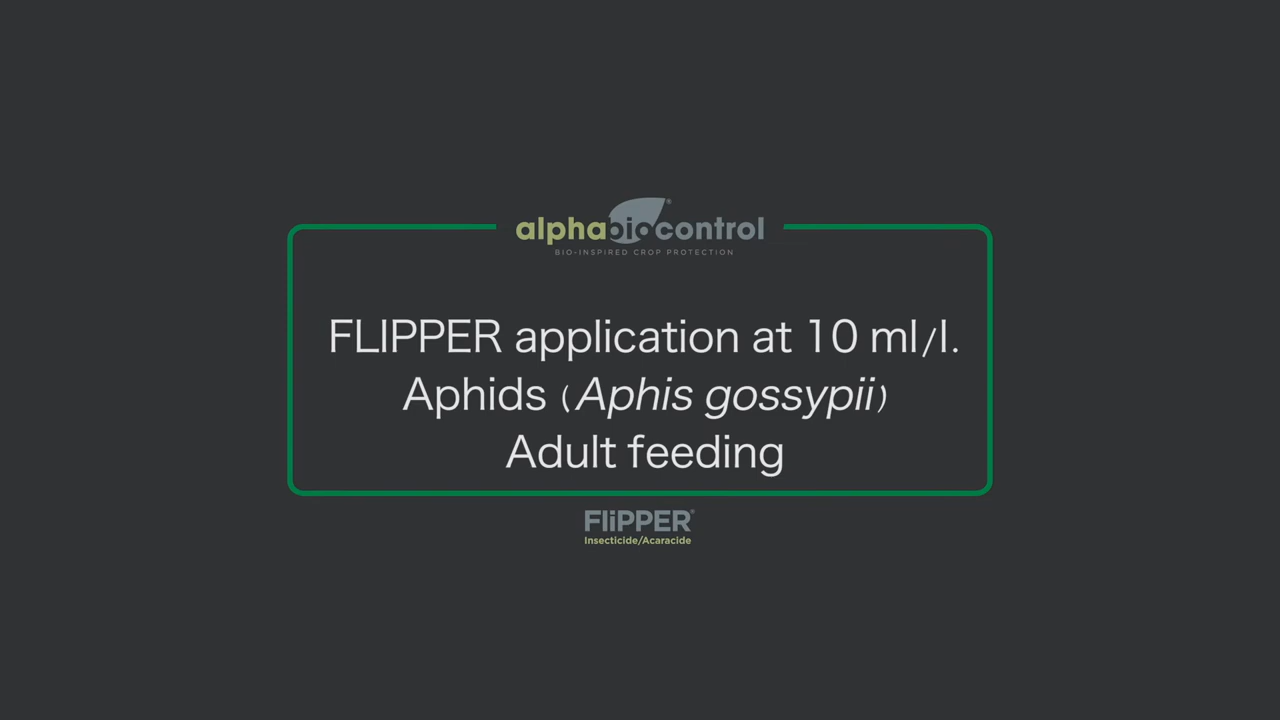 alphabiocontrol®
BIO-INSPIRED CROP PROTECTION
FLIPPER application at 10 ml/l.
Aphids (Aphis gossypii)
Adult feeding
FLiPPER®
Insecticide/Acaracide